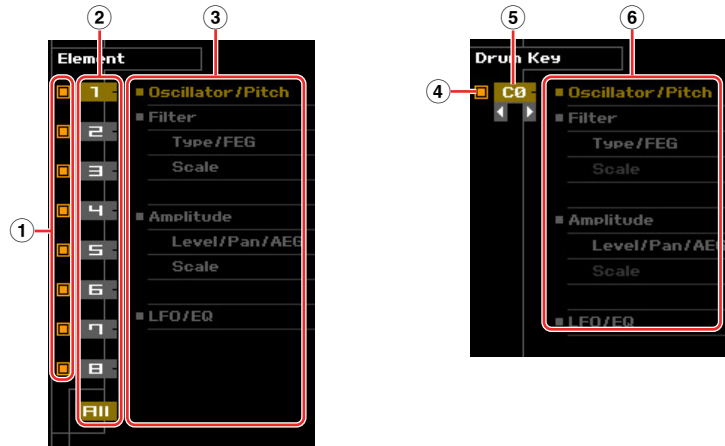 ② ③
Element
1 Oscillator/Pitch
Filter
2 Type/FEG
3 Scale
4 Amplitude
① Level/Pan/AEG
5
Scale
6
LFO/EQ
7
8
All
⑤ ⑥
Drum Key
④ C0 Oscillator/Pitch
Filter
Type/FEG
Scale
Amplitude
Level/Pan/AE
Scale
LFO/EQ